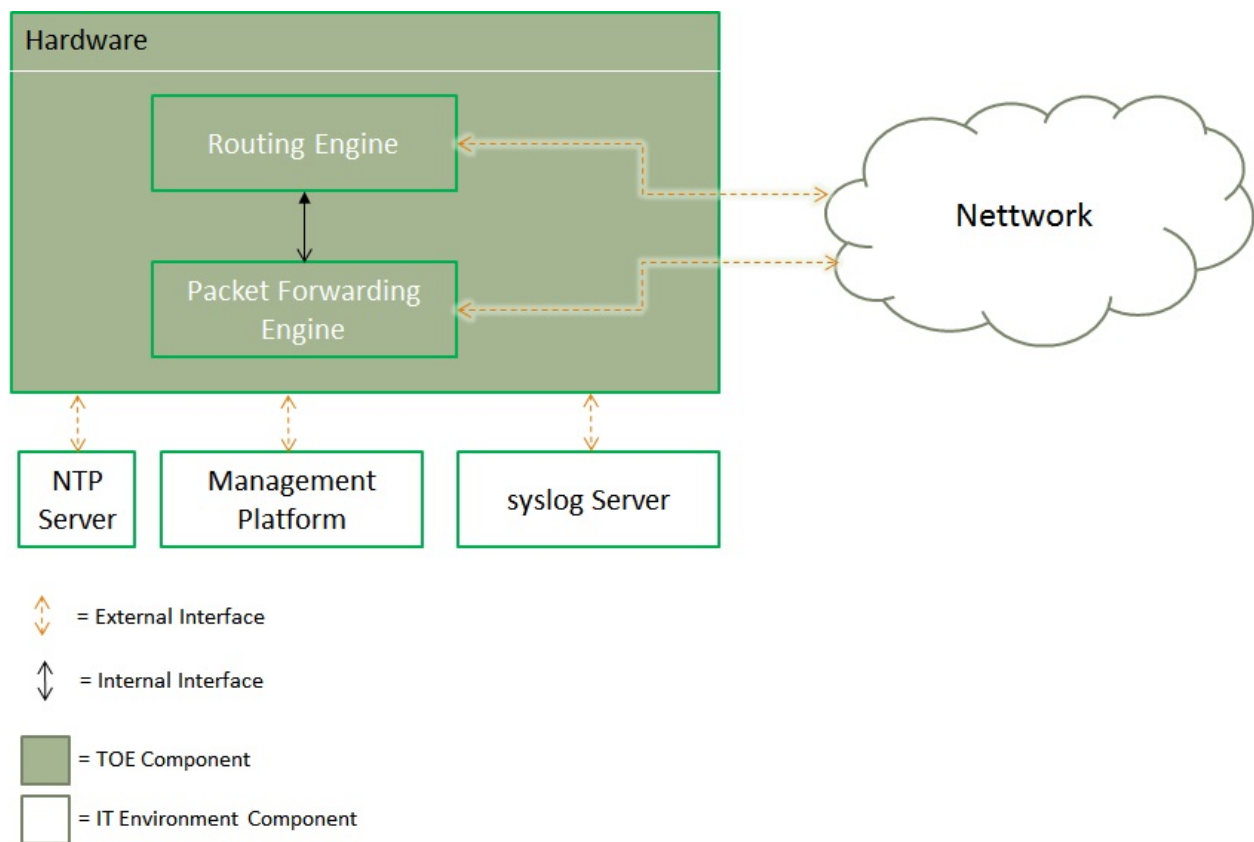 Hardware
Routing Engine
Packet Forwarding
Engine
Nettwork
NTP
Server
Management
Platform
syslog Server
= External Interface
= Internal Interface
= TOE Component
= IT Environment Component